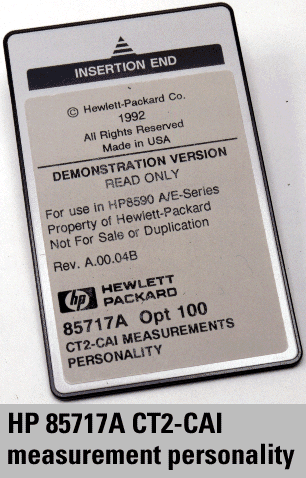 INSERTION END
© Hewlett-Packard Co.
1992
All Rights Reserved
Made in USA
DEMONSTRATION VERSION
READ ONLY
For use in HP8590 A/E-Series
Property of Hewlett-Packard
Not For Sale or Duplication
Rev. A.00.04B
hp HEWLETT
PACKARD
85717A Opt 100
CT2-CAI MEASUREMENTS
PERSONALITY
HP 85717A CT2-CAI
measurement personality